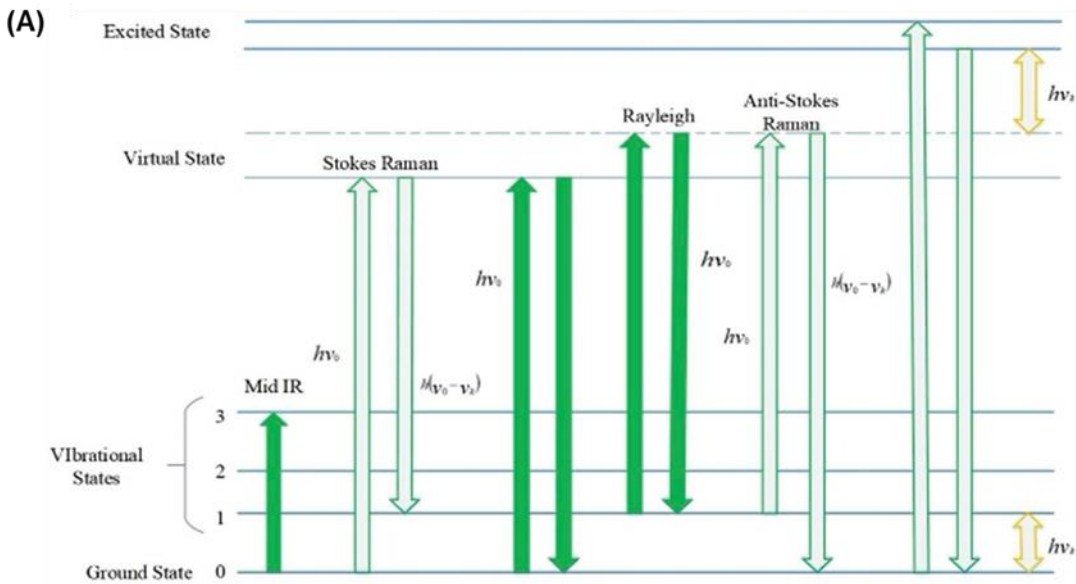 (A)
Excited State
hνₖ
Anti-Stokes
Raman
Rayleigh
Virtual State
Stokes Raman
hν₀
hν₀
h(ν₀−νₖ)
hν₀
hν₀
h(ν₀−νₖ)
Mid IR
3
VIbrational
States
2
1
hνₖ
Ground State 0